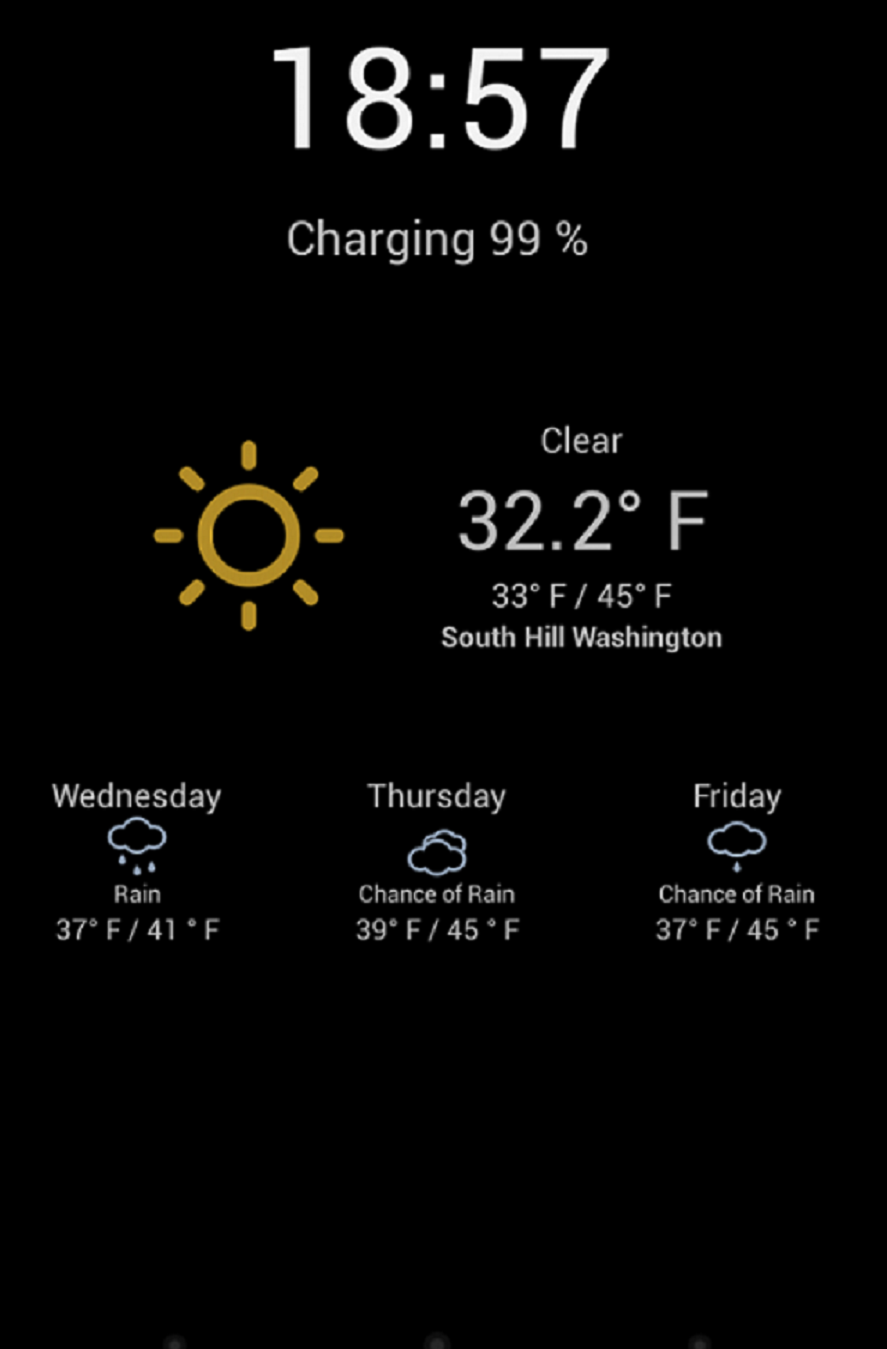 18:57
Charging 99 %
Clear
32.2° F
33° F / 45° F
South Hill Washington
Wednesday
Rain
37° F / 41 ° F
Thursday
Chance of Rain
39° F / 45 ° F
Friday
Chance of Rain
37° F / 45 ° F